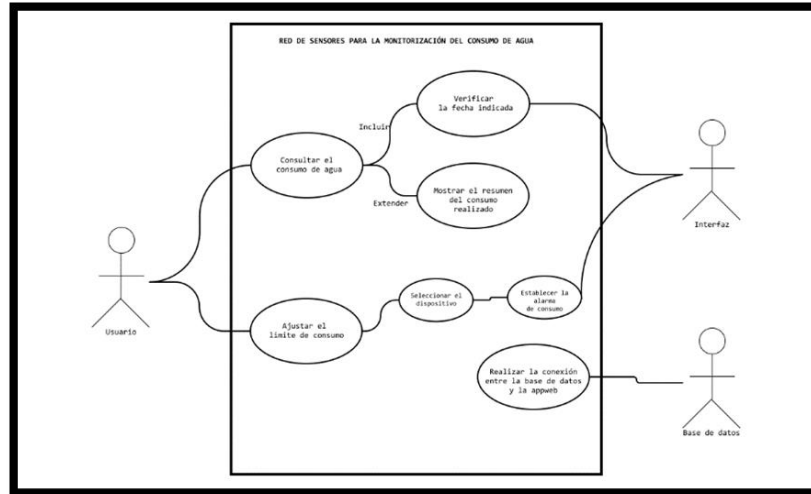 RED DE SENSORES PARA LA MONITORIZACIÓN DEL CONSUMO DE AGUA
Verificar
la fecha indicada
Incluir
Consultar el
consumo de agua
Extender
Mostrar el resumen
del consumo
realizado
Interfaz
Usuario
Seleccionar el
dispositivo
Establecer la
alarma
de consumo
Ajustar el
limite de consumo
Realizar la conexión
entre la base de datos
y la appweb
Base de datos